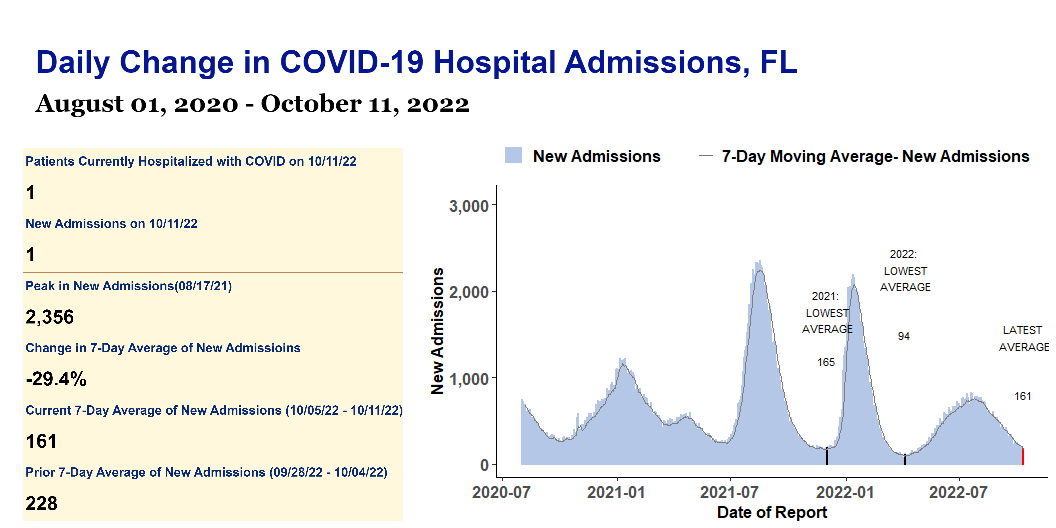 Daily Change in COVID-19 Hospital Admissions, FL
August 01, 2020 - October 11, 2022
Patients Currently Hospitalized with COVID on 10/11/22
1
New Admissions on 10/11/22
1
Peak in New Admissions(08/17/21)
2,356
Change in 7-Day Average of New Admissioins
-29.4%
Current 7-Day Average of New Admissions (10/05/22 - 10/11/22)
161
Prior 7-Day Average of New Admissions (09/28/22 - 10/04/22)
228
New Admissions
7-Day Moving Average- New Admissions
New Admissions
3,000
2,000
1,000
0
2021:
LOWEST
AVERAGE
165
2022:
LOWEST
AVERAGE
94
LATEST
AVERAGE
161
2020-07
2021-01
2021-07
2022-01
2022-07
Date of Report